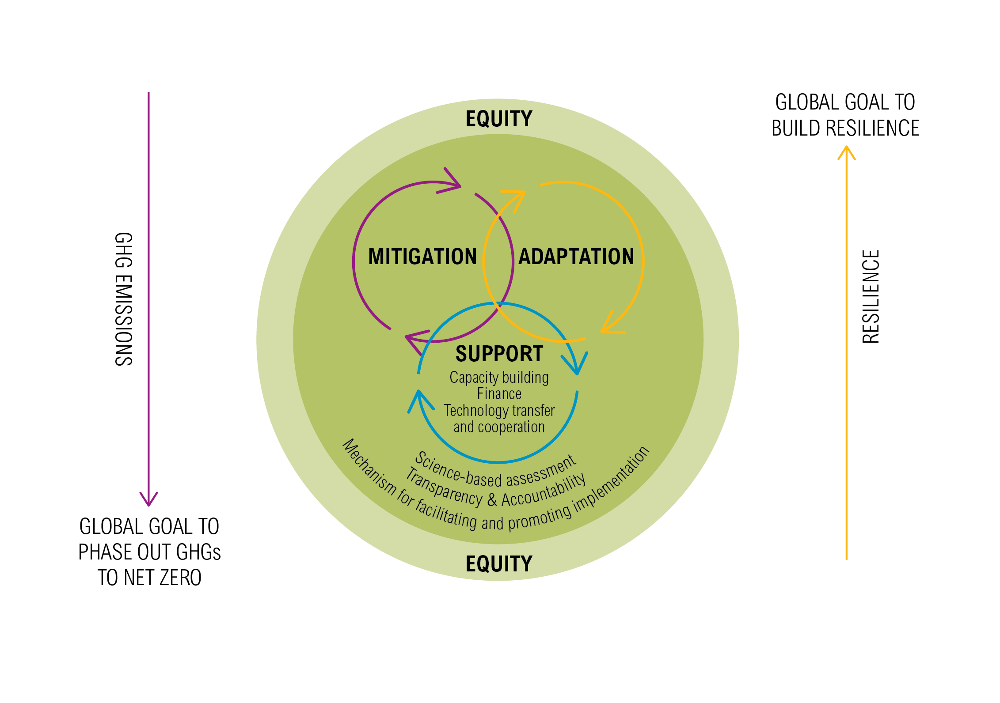 EQUITY
GHG EMISSIONS
GLOBAL GOAL TO
PHASE OUT GHGs
TO NET ZERO
MITIGATION
ADAPTATION
SUPPORT
Capacity building
Finance
Technology transfer
and cooperation
Science-based assessment
Transparency & Accountability
Mechanism for facilitating and promoting implementation
EQUITY
GLOBAL GOAL TO
BUILD RESILIENCE
RESILIENCE